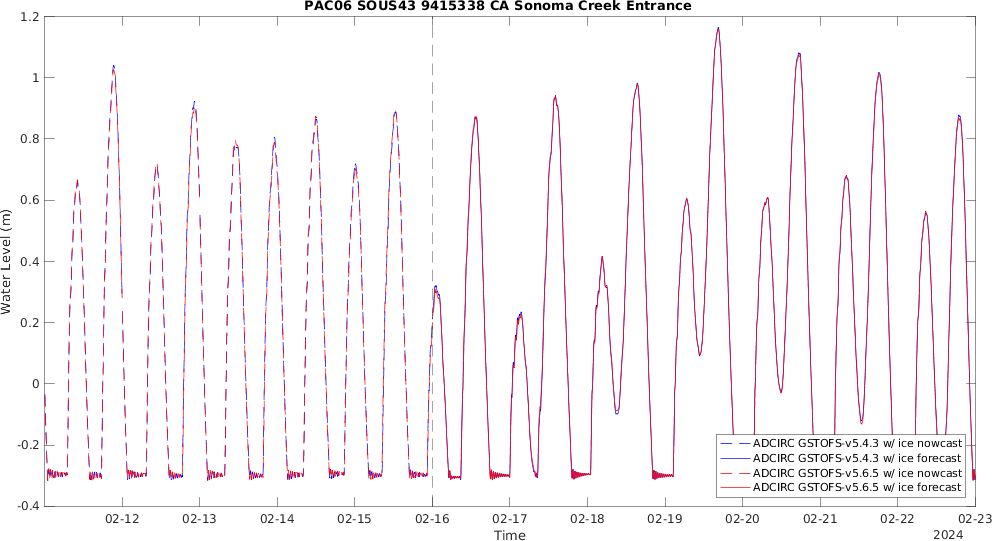 PAC06 SOUS43 9415338 CA Sonoma Creek Entrance
1.2
1
0.8
0.6
0.4
0.2
0
-0.2
-0.4
Water Level (m)
ADCIRC GSTOFS-v5.4.3 w/ ice nowcast
ADCIRC GSTOFS-v5.4.3 w/ ice forecast
ADCIRC GSTOFS-v5.6.5 w/ ice nowcast
ADCIRC GSTOFS-v5.6.5 w/ ice forecast
02-12 02-13 02-14 02-15 02-16 02-17 02-18 02-19 02-20 02-21 02-22 02-23
Time
2024